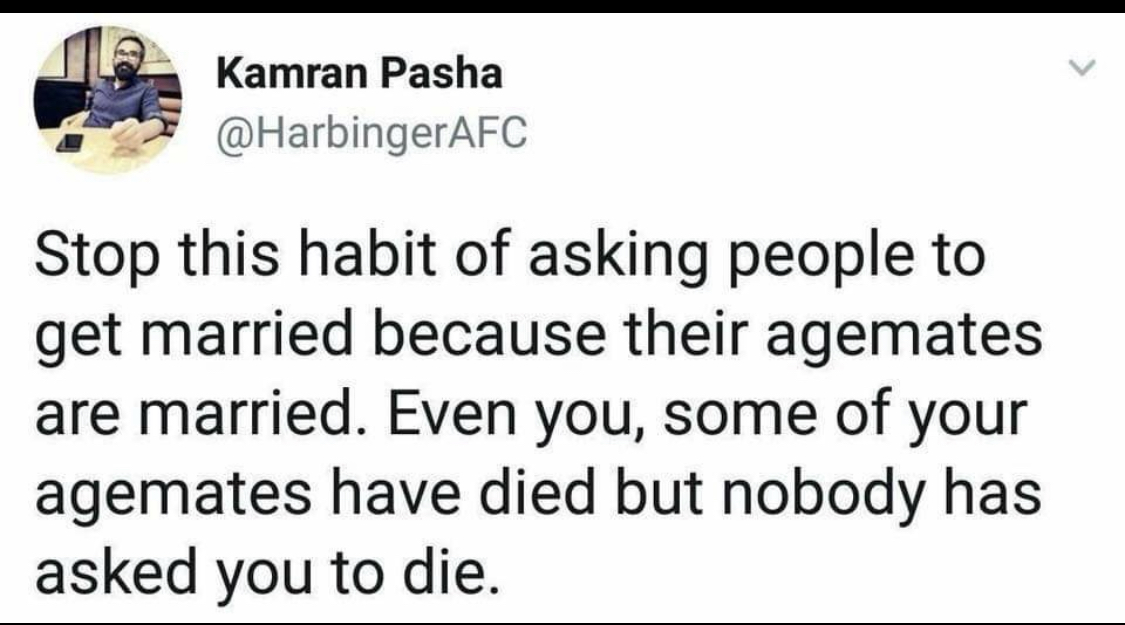 Kamran Pasha
@HarbingerAFC
Stop this habit of asking people to
get married because their agemates
are married. Even you, some of your
agemates have died but nobody has
asked you to die.